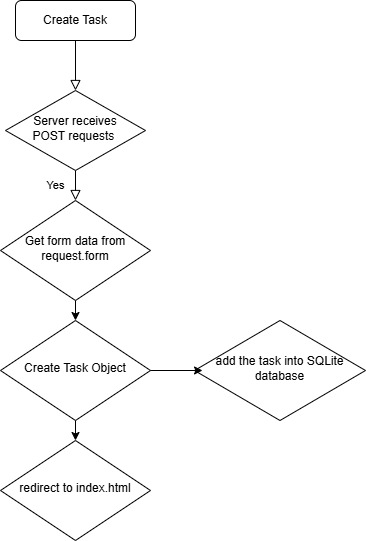 Create Task
Server receives
POST requests
Yes
Get form data from
request.form
Create Task Object
add the task into SQLite
database
redirect to index.html